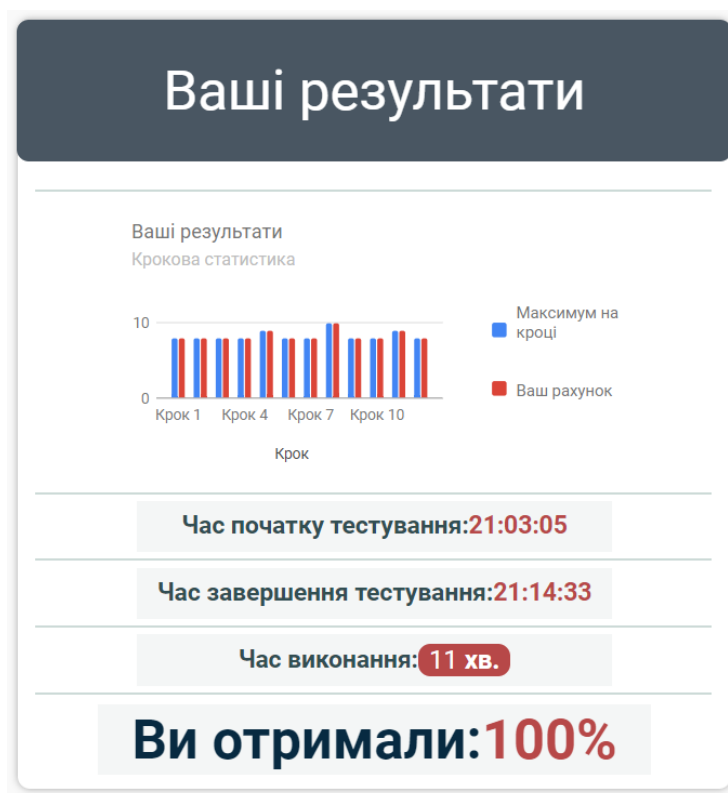 Ваші результати
Ваші результати
Крокова статистика
10
0
Крок 1 Крок 4 Крок 7 Крок 10
Крок
Максимум на
кроці
Ваш рахунок
Час початку тестування:21:03:05
Час завершення тестування:21:14:33
Час виконання: 11 хв.
Ви отримали:100%